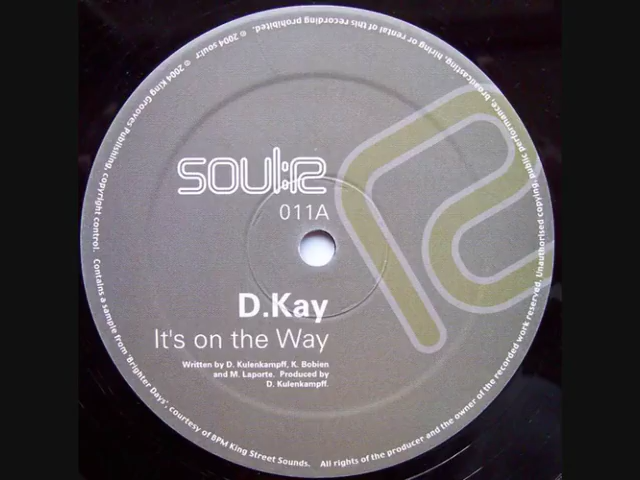 soul:r
011A
D.Kay
It's on the Way
Written by D. Kulenkampff, K. Bobien
and M. Laporte. Produced by
D. Kulenkampff.
℗ 2004 soul:r © 2004 King Grooves Publishing, copyright control. Contains a sample from 'Brighter Days', courtesy of BPM King Street Sounds. All rights of the producer and the owner of the recorded work reserved. Unauthorised copying, public performance, broadcasting, hiring or rental of this recording prohibited.